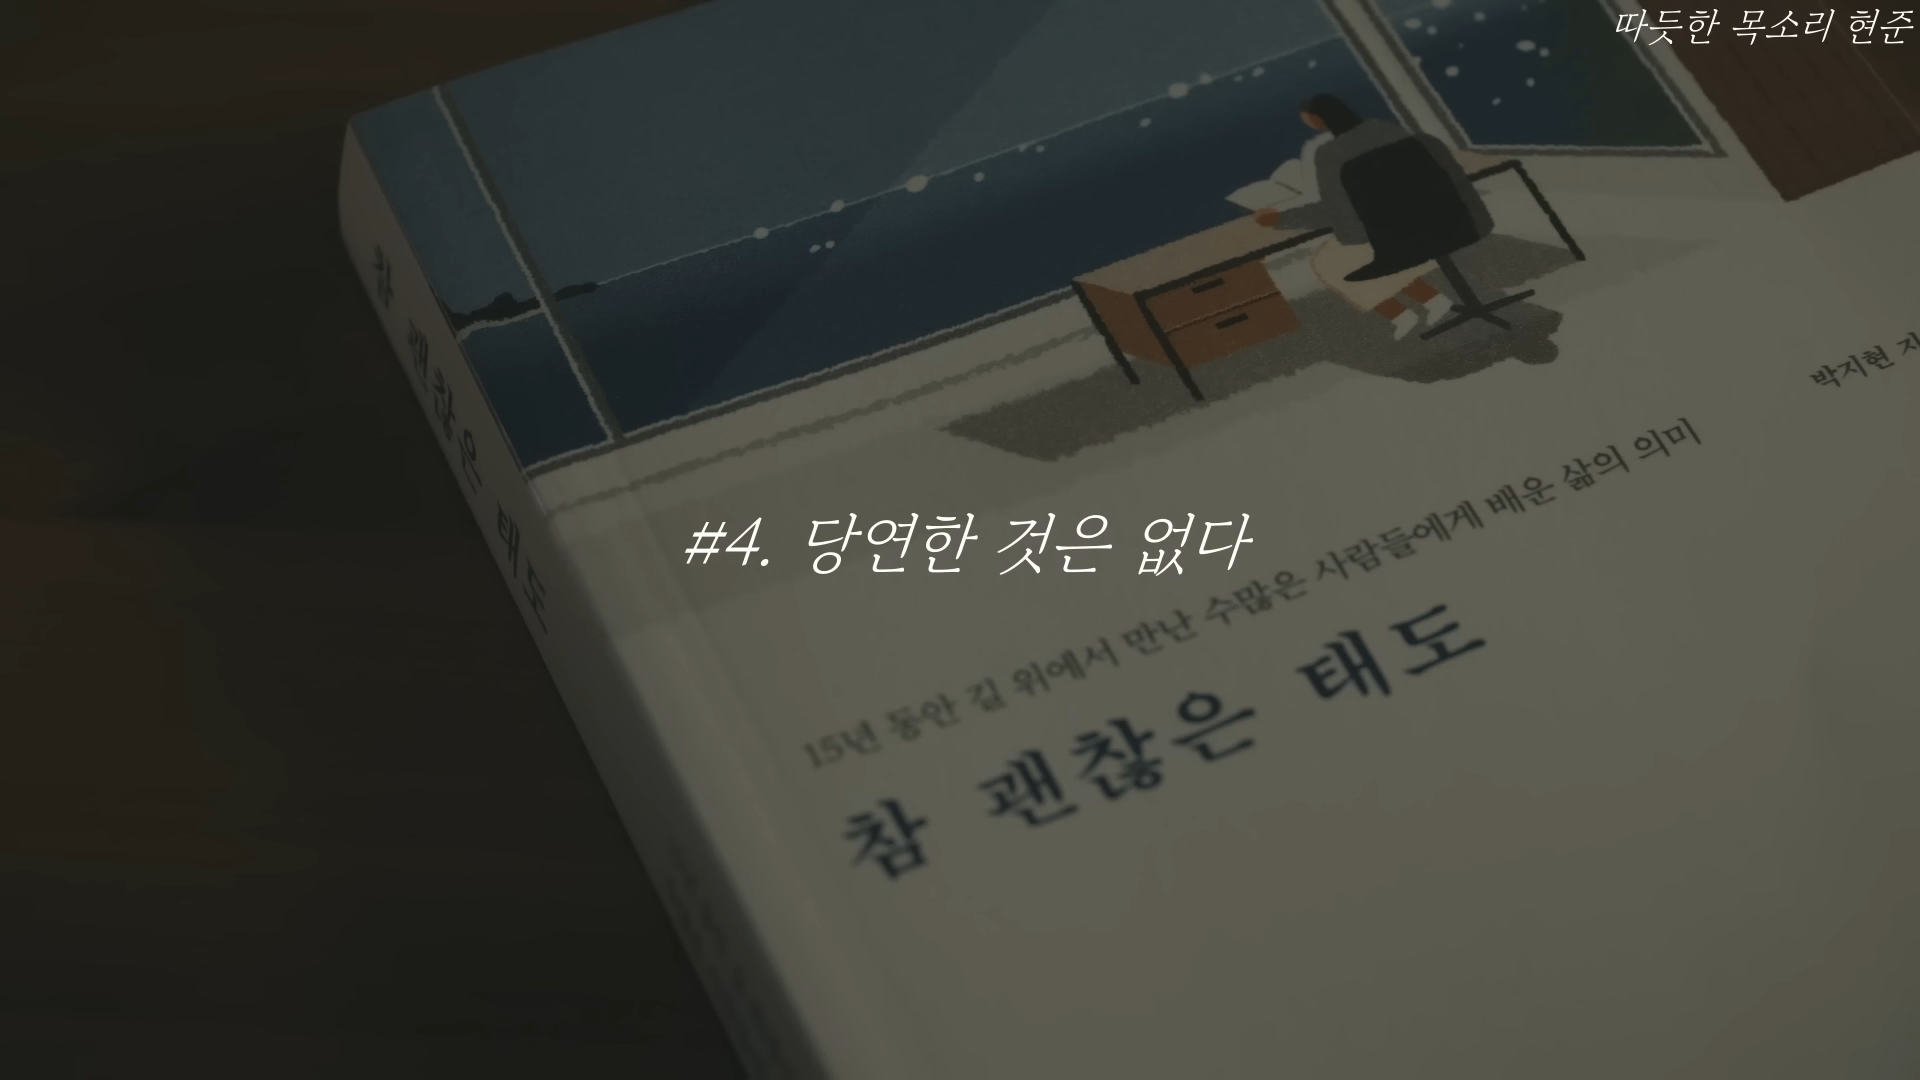 따듯한 목소리 현준
박지현
#4. 당연한 것은 없다
15년 동안 길 위에서 만난 수많은 사람들에게 배운 삶의 의미
참 괜찮은 태도
참 괜찮은 태도